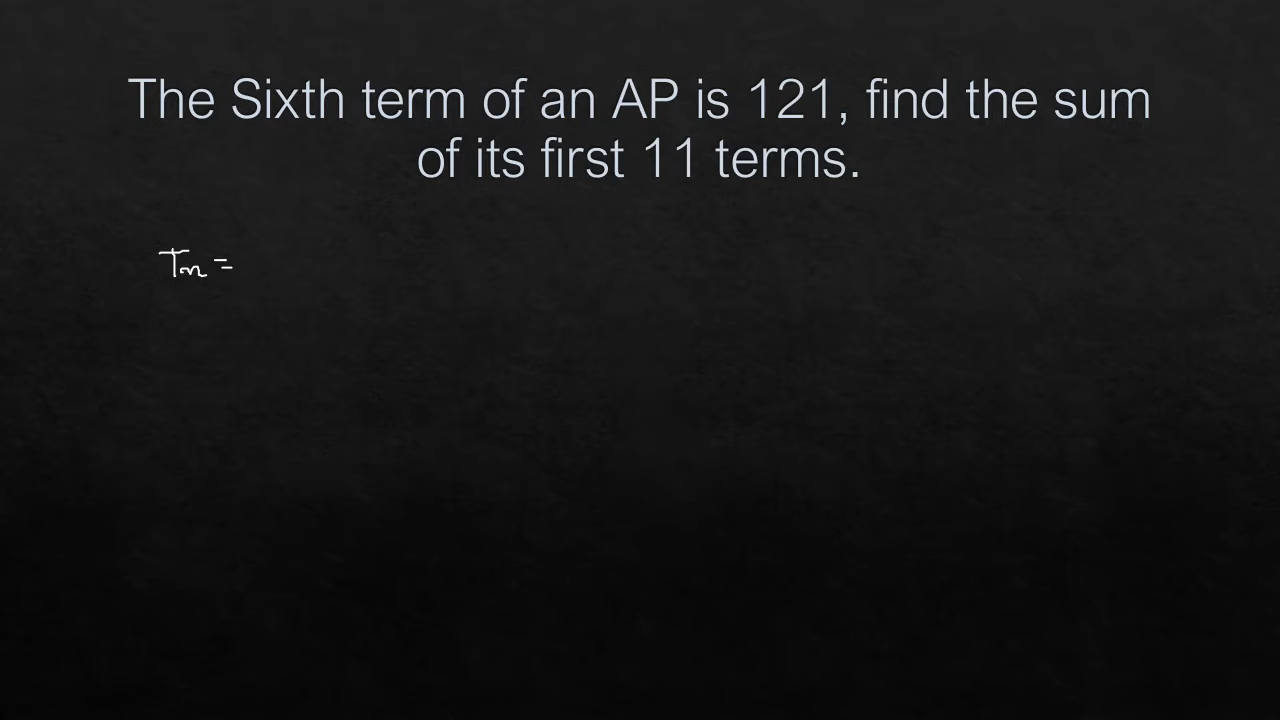 The Sixth term of an AP is 121, find the sum
of its first 11 terms.
Tn =